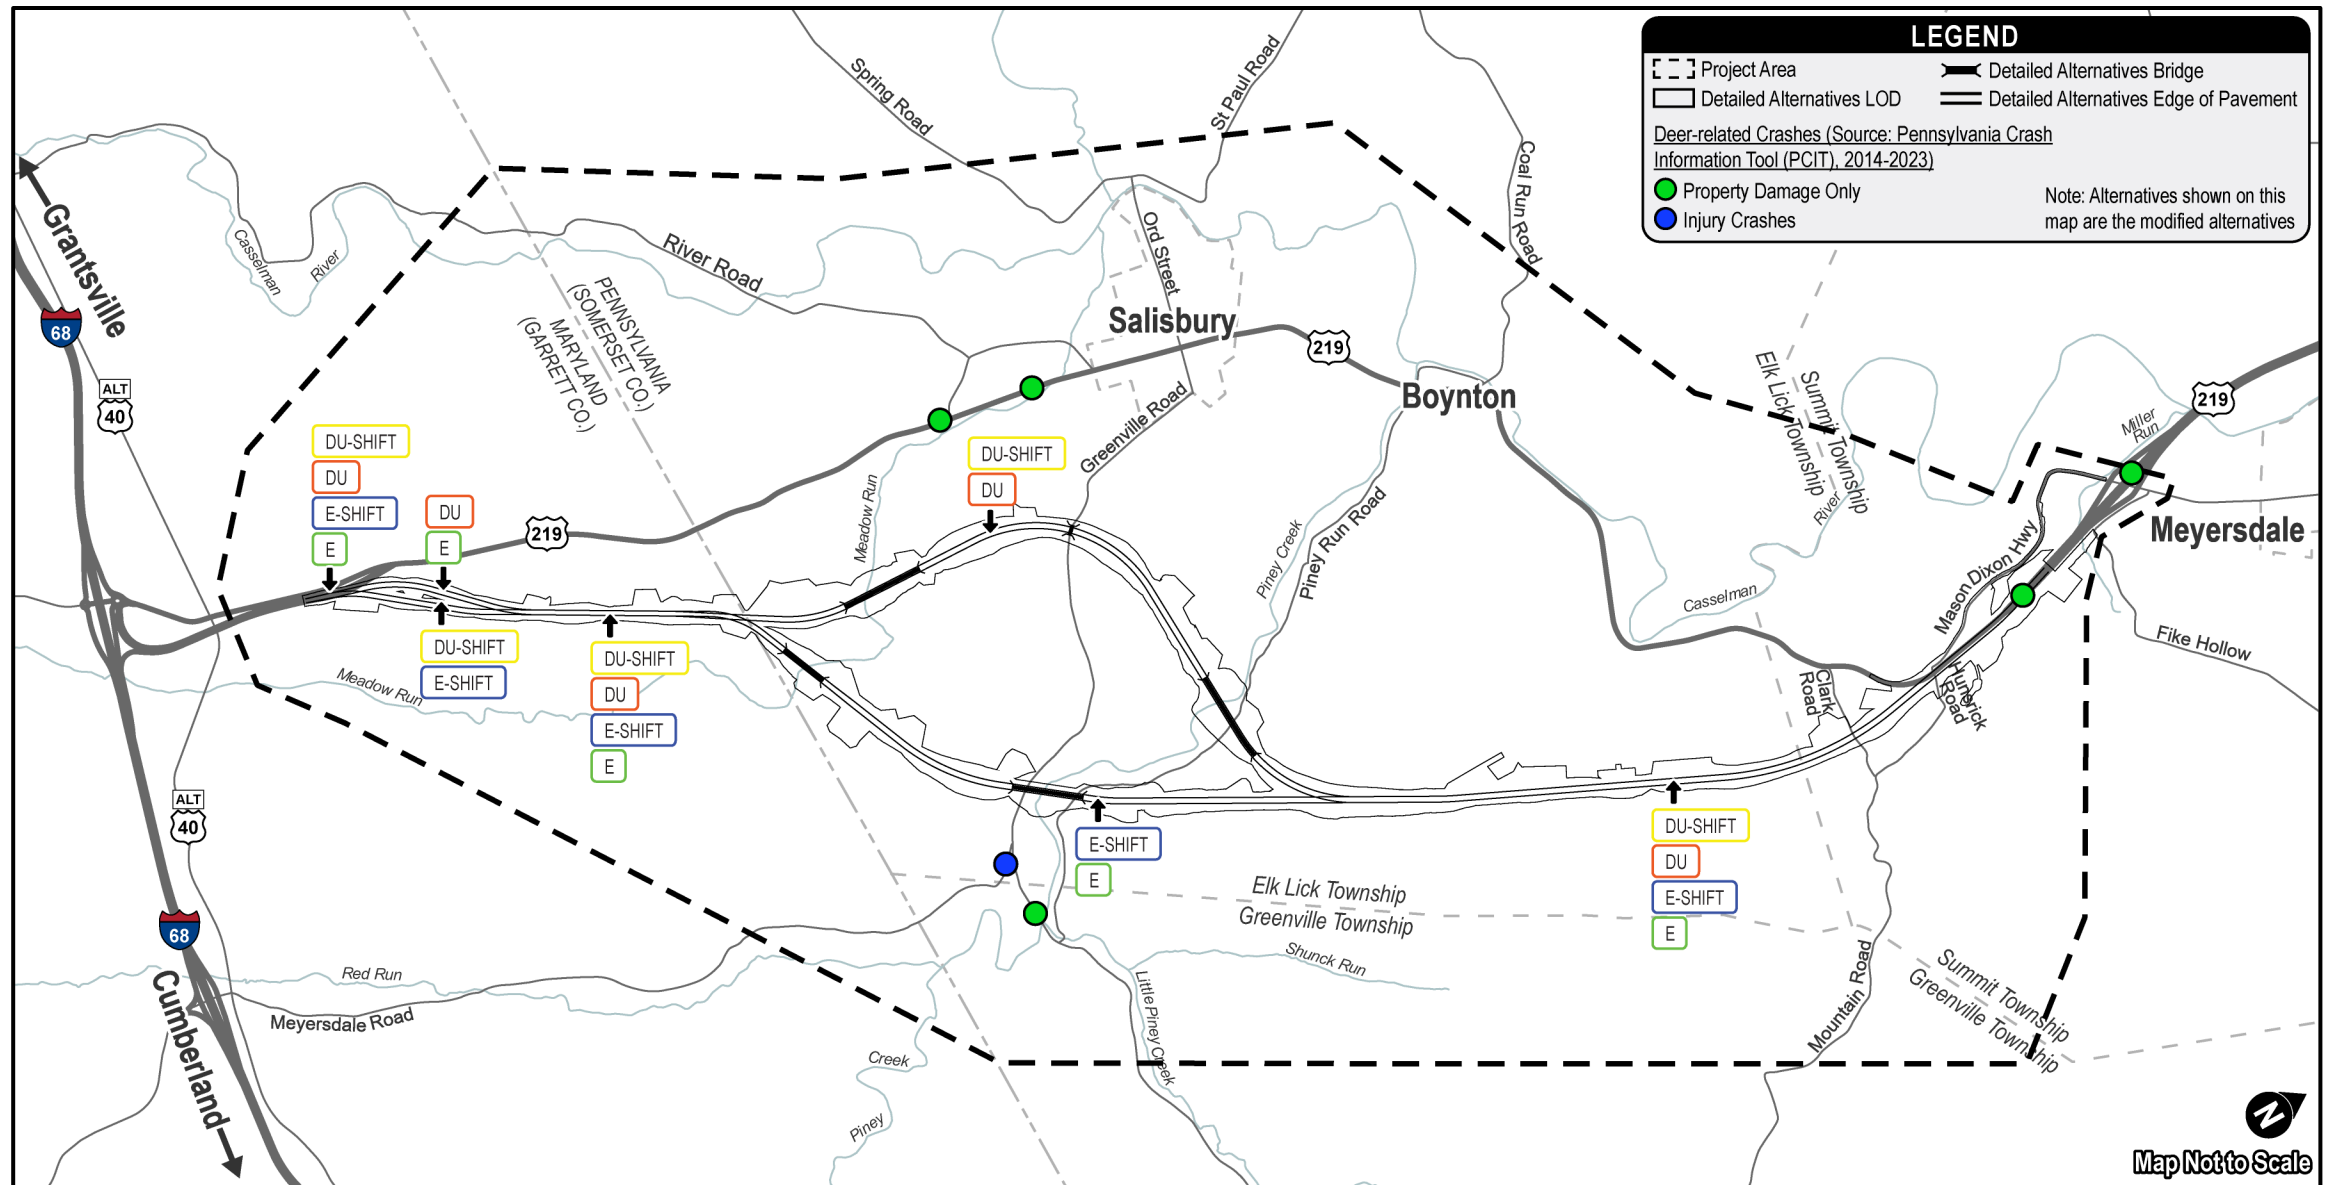 LEGEND
Project Area
Detailed Alternatives Bridge
Detailed Alternatives LOD
Detailed Alternatives Edge of Pavement
Deer-related Crashes (Source: Pennsylvania Crash
Information Tool (PCIT), 2014-2023)
Property Damage Only
Injury Crashes
Note: Alternatives shown on this
map are the modified alternatives
Spring Road
St Paul Road
Coal Run Road
Grantsville
Casselman
River
River Road
Ord Street
PENNSYLVANIA
(SOMERSET CO.)
MARYLAND
(GARRETT CO.)
Salisbury
219
Boynton
68
ALT
40
Elk Lick Township
Summit Township
River
219
Miller
Run
Meyersdale
DU-SHIFT
DU
E-SHIFT
E
DU
E
219
Meadow Run
DU-SHIFT
DU
Greenville Road
Piney Creek
Piney Run Road
Casselman
Mason Dixon Hwy
Fike Hollow
Clark
Road
Hunsrick
Road
Meadow Run
DU-SHIFT
E-SHIFT
DU-SHIFT
DU
E-SHIFT
E
E-SHIFT
E
DU-SHIFT
DU
E-SHIFT
E
ALT
40
Elk Lick Township
Greenville Township
Shunck Run
68
Red Run
Meyersdale Road
Cumberland
Little Piney Creek
Creek
Piney
Mountain Road
Summit Township
Greenville Township
N
Map Not to Scale